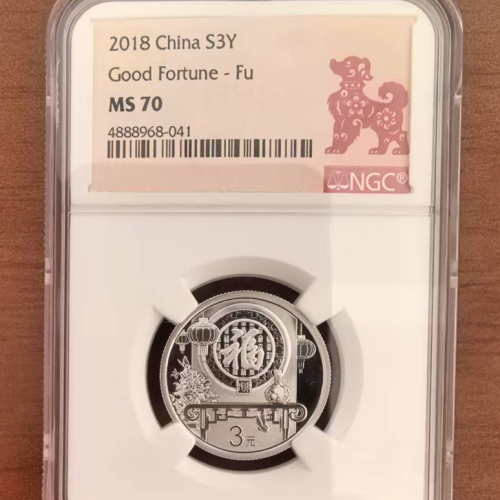 2018 China S3Y
Good Fortune - Fu
MS 70
4888968-041
NGC®
福
3元